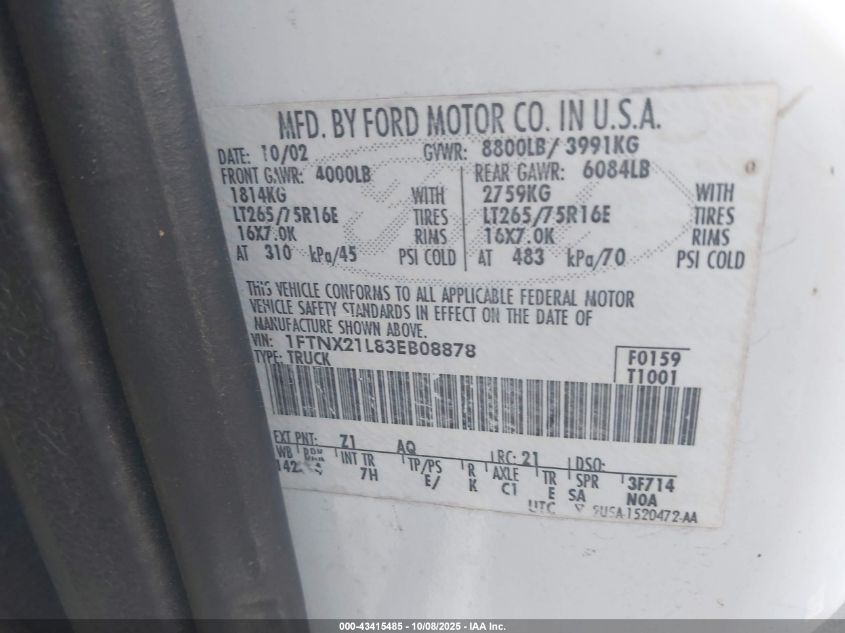 MFD. BY FORD MOTOR CO. IN U.S.A.
DATE: 10/02 GVWR: 8800LB/ 3991KG
FRONT GAWR: 4000LB REAR GAWR: 6084LB
1814KG WITH 2759KG WITH
LT265/75R16E TIRES LT265/75R16E TIRES
16X7.0K RIMS 16X7.0K RIMS
AT 310 kPa/45 PSI COLD AT 483 kPa/70 PSI COLD
THIS VEHICLE CONFORMS TO ALL APPLICABLE FEDERAL MOTOR
VEHICLE SAFETY STANDARDS IN EFFECT ON THE DATE OF
MANUFACTURE SHOWN ABOVE.
VIN: 1FTNX21L83EB08878 F0159
TYPE: TRUCK T1001
EXT PNT: Z1 AQ RC: 21 DSO:
WB BRK INT TR TP/PS R AXLE TR SPR 3F714
142 7H E/ K C1 E SA N0A
UTC 1520472-AA
000-43415485 | 10/08/2025 - IAA Inc.